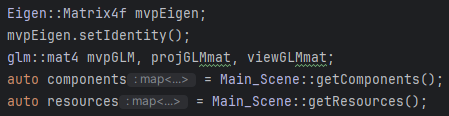 Eigen::Matrix4f mvpEigen;
mvpEigen.setIdentity();
glm::mat4 mvpGLM, projGLMmat, viewGLMmat;
auto components : map<...> = Main_Scene::getComponents();
auto resources : map<...> = Main_Scene::getResources();